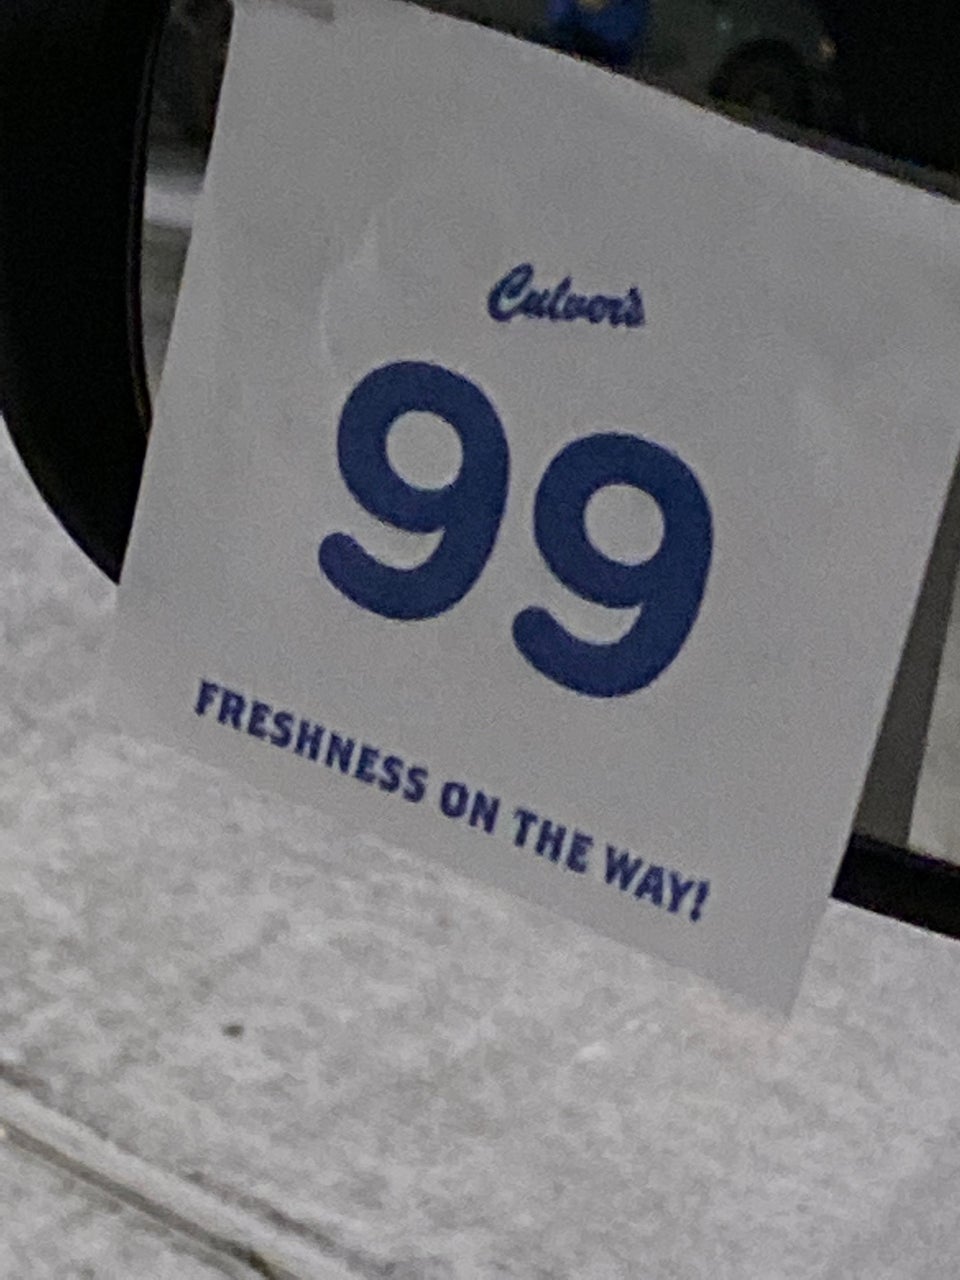 Culver's
99
FRESHNESS ON THE WAY!